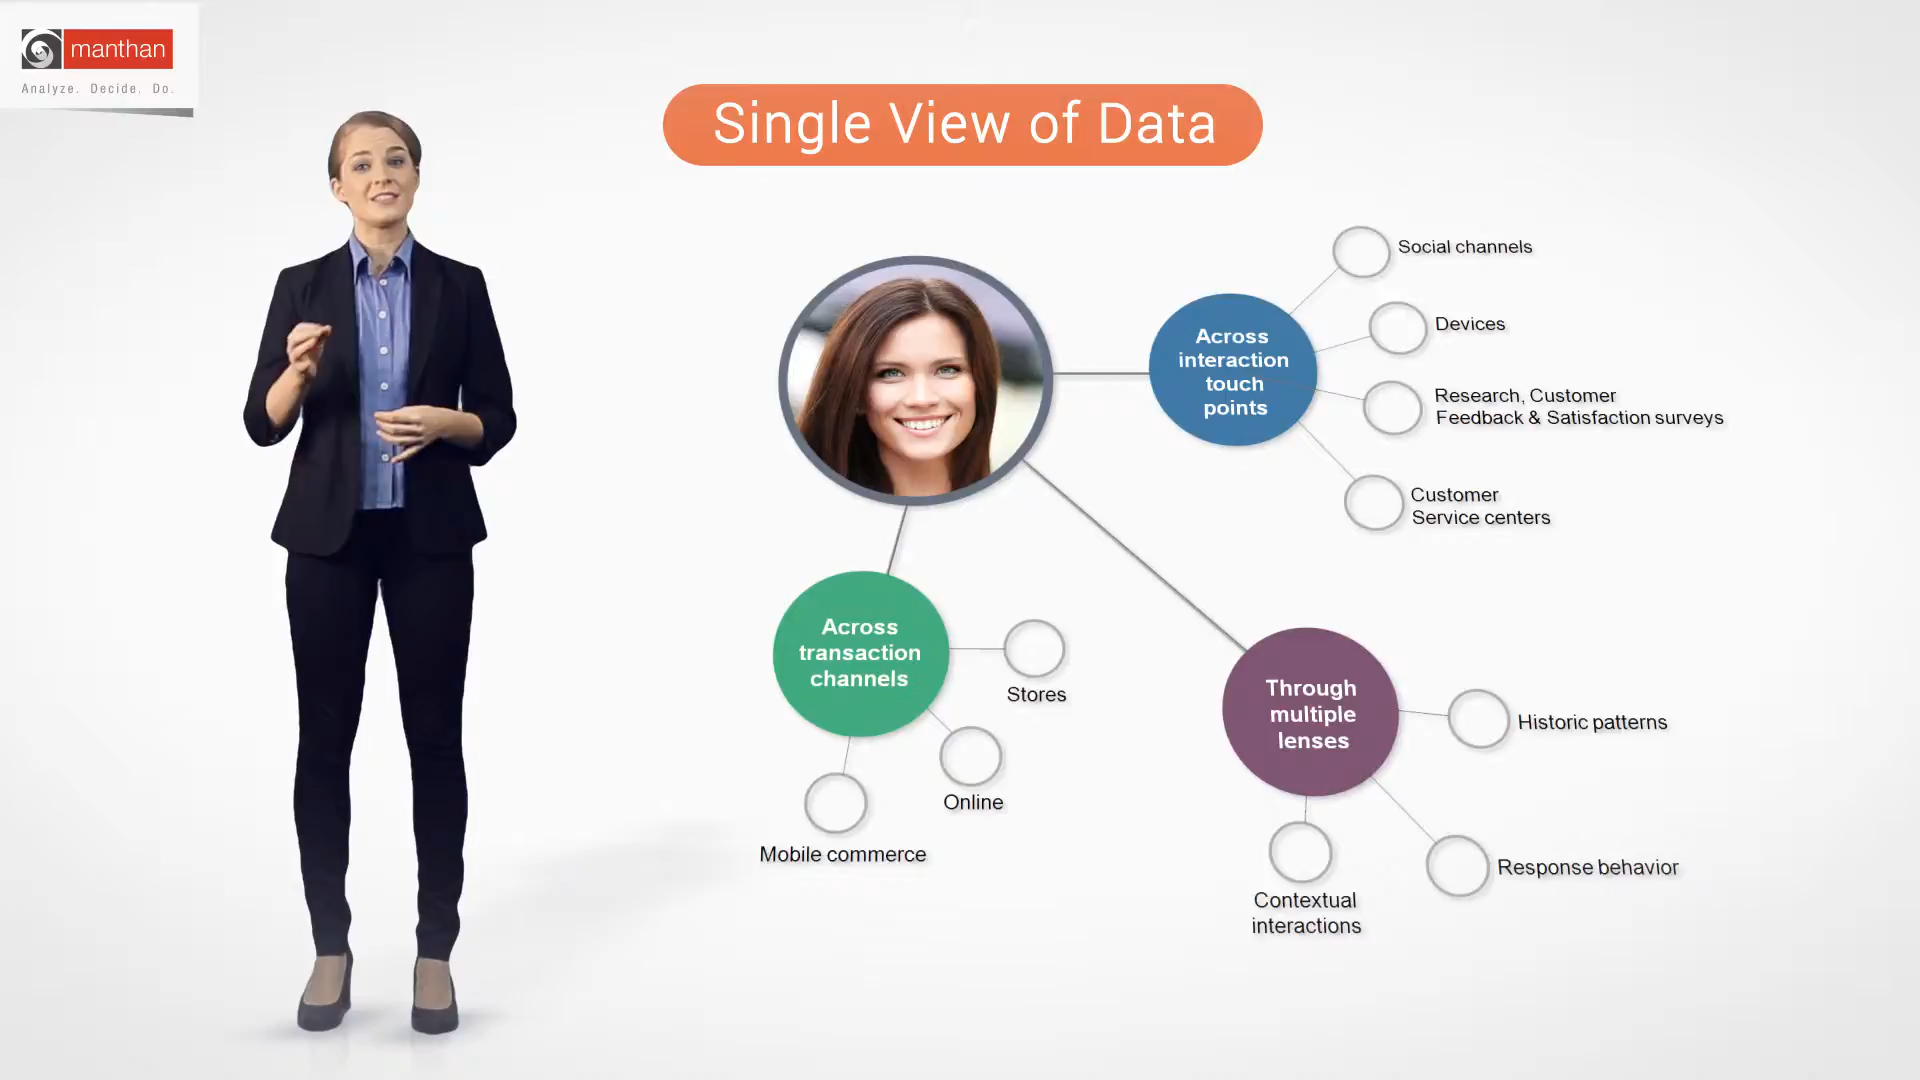 manthan
Analyze. Decide. Do.
Single View of Data
Across
interaction
touch
points
Social channels
Devices
Research, Customer
Feedback & Satisfaction surveys
Customer
Service centers
Across
transaction
channels
Stores
Online
Mobile commerce
Through
multiple
lenses
Historic patterns
Response behavior
Contextual
interactions